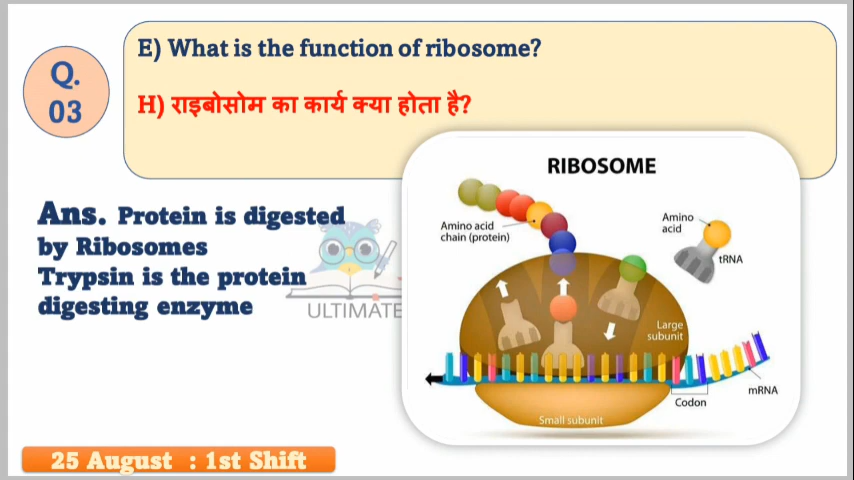 Q.
03
E) What is the function of ribosome?
H) राइबोसोम का कार्य क्या होता है?
RIBOSOME
Amino acid
chain (protein)
Amino
acid
tRNA
Large
subunit
mRNA
Codon
Small subunit
Ans. Protein is digested
by Ribosomes
Trypsin is the protein
digesting enzyme
ULTIMATE
25 August : 1st Shift